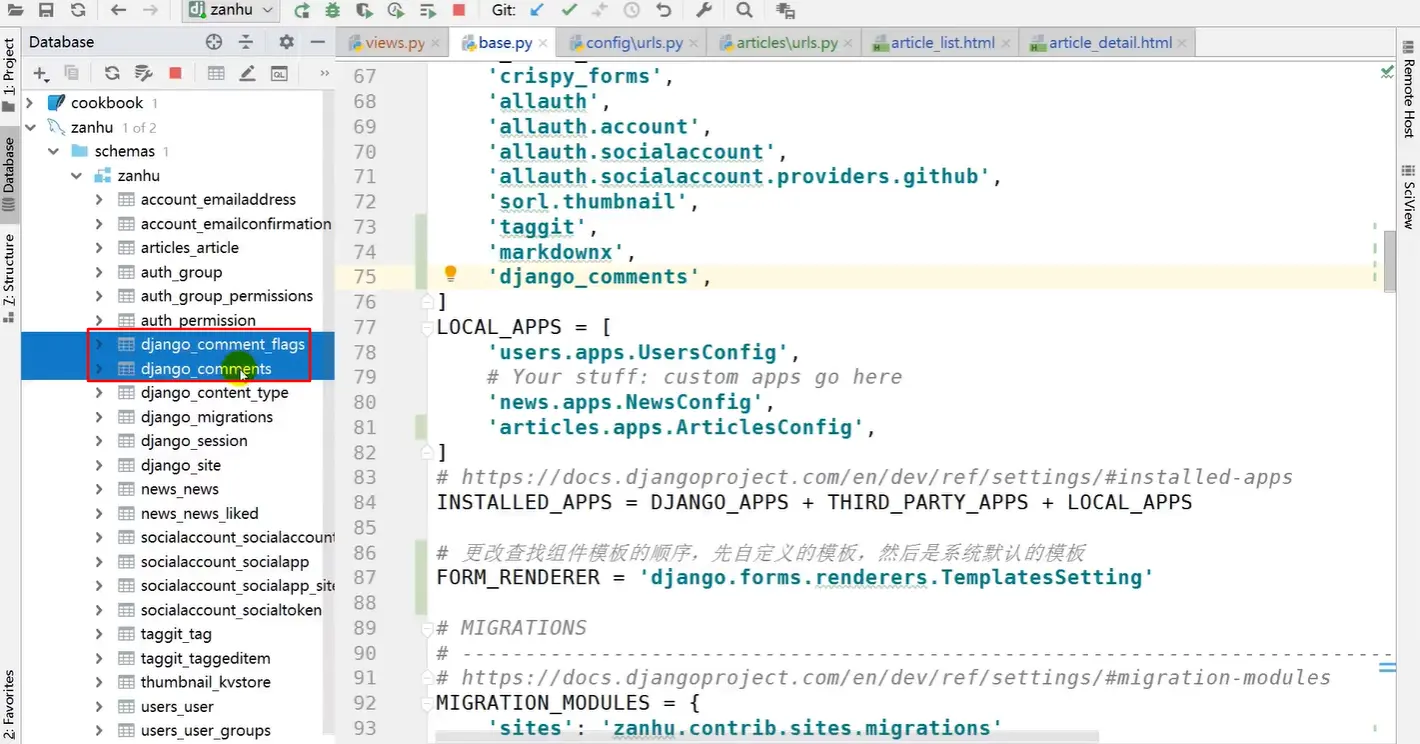 zanhu
Git:
Database
views.py
base.py
config\urls.py
articles\urls.py
article_list.html
article_detail.html
1: Project
Database
Z: Structure
2: Favorites
cookbook 1
zanhu 1 of 2
schemas 1
zanhu
account_emailaddress
account_emailconfirmation
articles_article
auth_group
auth_group_permissions
auth_permission
django_comment_flags
django_comments
django_content_type
django_migrations
django_session
django_site
news_news
news_news_liked
socialaccount_socialaccount
socialaccount_socialapp
socialaccount_socialapp_site
socialaccount_socialtoken
taggit_tag
taggit_taggeditem
thumbnail_kvstore
users_user
users_user_groups
67 'crispy_forms',
68 'allauth',
69 'allauth.account',
70 'allauth.socialaccount',
71 'allauth.socialaccount.providers.github',
72 'sorl.thumbnail',
73 'taggit',
74 'markdownx',
75 'django_comments',
76 ]
77 LOCAL_APPS = [
78 'users.apps.UsersConfig',
79 # Your stuff: custom apps go here
80 'news.apps.NewsConfig',
81 'articles.apps.ArticlesConfig',
82 ]
83 # https://docs.djangoproject.com/en/dev/ref/settings/#installed-apps
84 INSTALLED_APPS = DJANGO_APPS + THIRD_PARTY_APPS + LOCAL_APPS
85
86 # 更改查找组件模板的顺序，先自定义的模板，然后是系统默认的模板
87 FORM_RENDERER = 'django.forms.renderers.TemplatesSetting'
88
89 # MIGRATIONS
90 # ------------------------------------------------------------------------------
91 # https://docs.djangoproject.com/en/dev/ref/settings/#migration-modules
92 MIGRATION_MODULES = {
93 'sites': 'zanhu.contrib.sites.migrations'
Remote Host
SciView